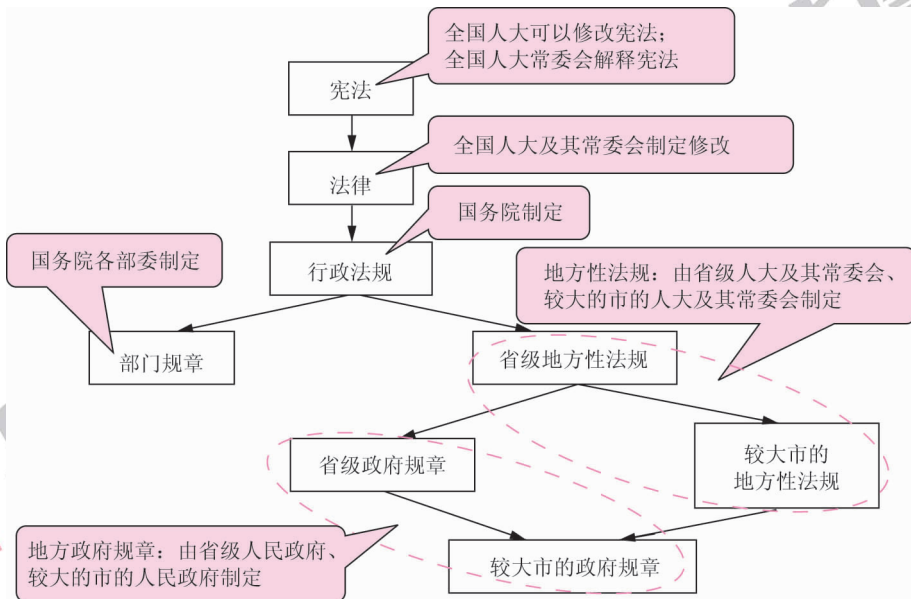 全国人大可以修改宪法；
全国人大常委会解释宪法
宪法
全国人大及其常委会制定修改
法律
国务院制定
国务院各部委制定
行政法规
地方性法规：由省级人大及其常委会、
较大的市的人大及其常委会制定
部门规章
省级地方性法规
省级政府规章
较大市的
地方性法规
地方政府规章：由省级人民政府、
较大的市的人民政府制定
较大市的政府规章